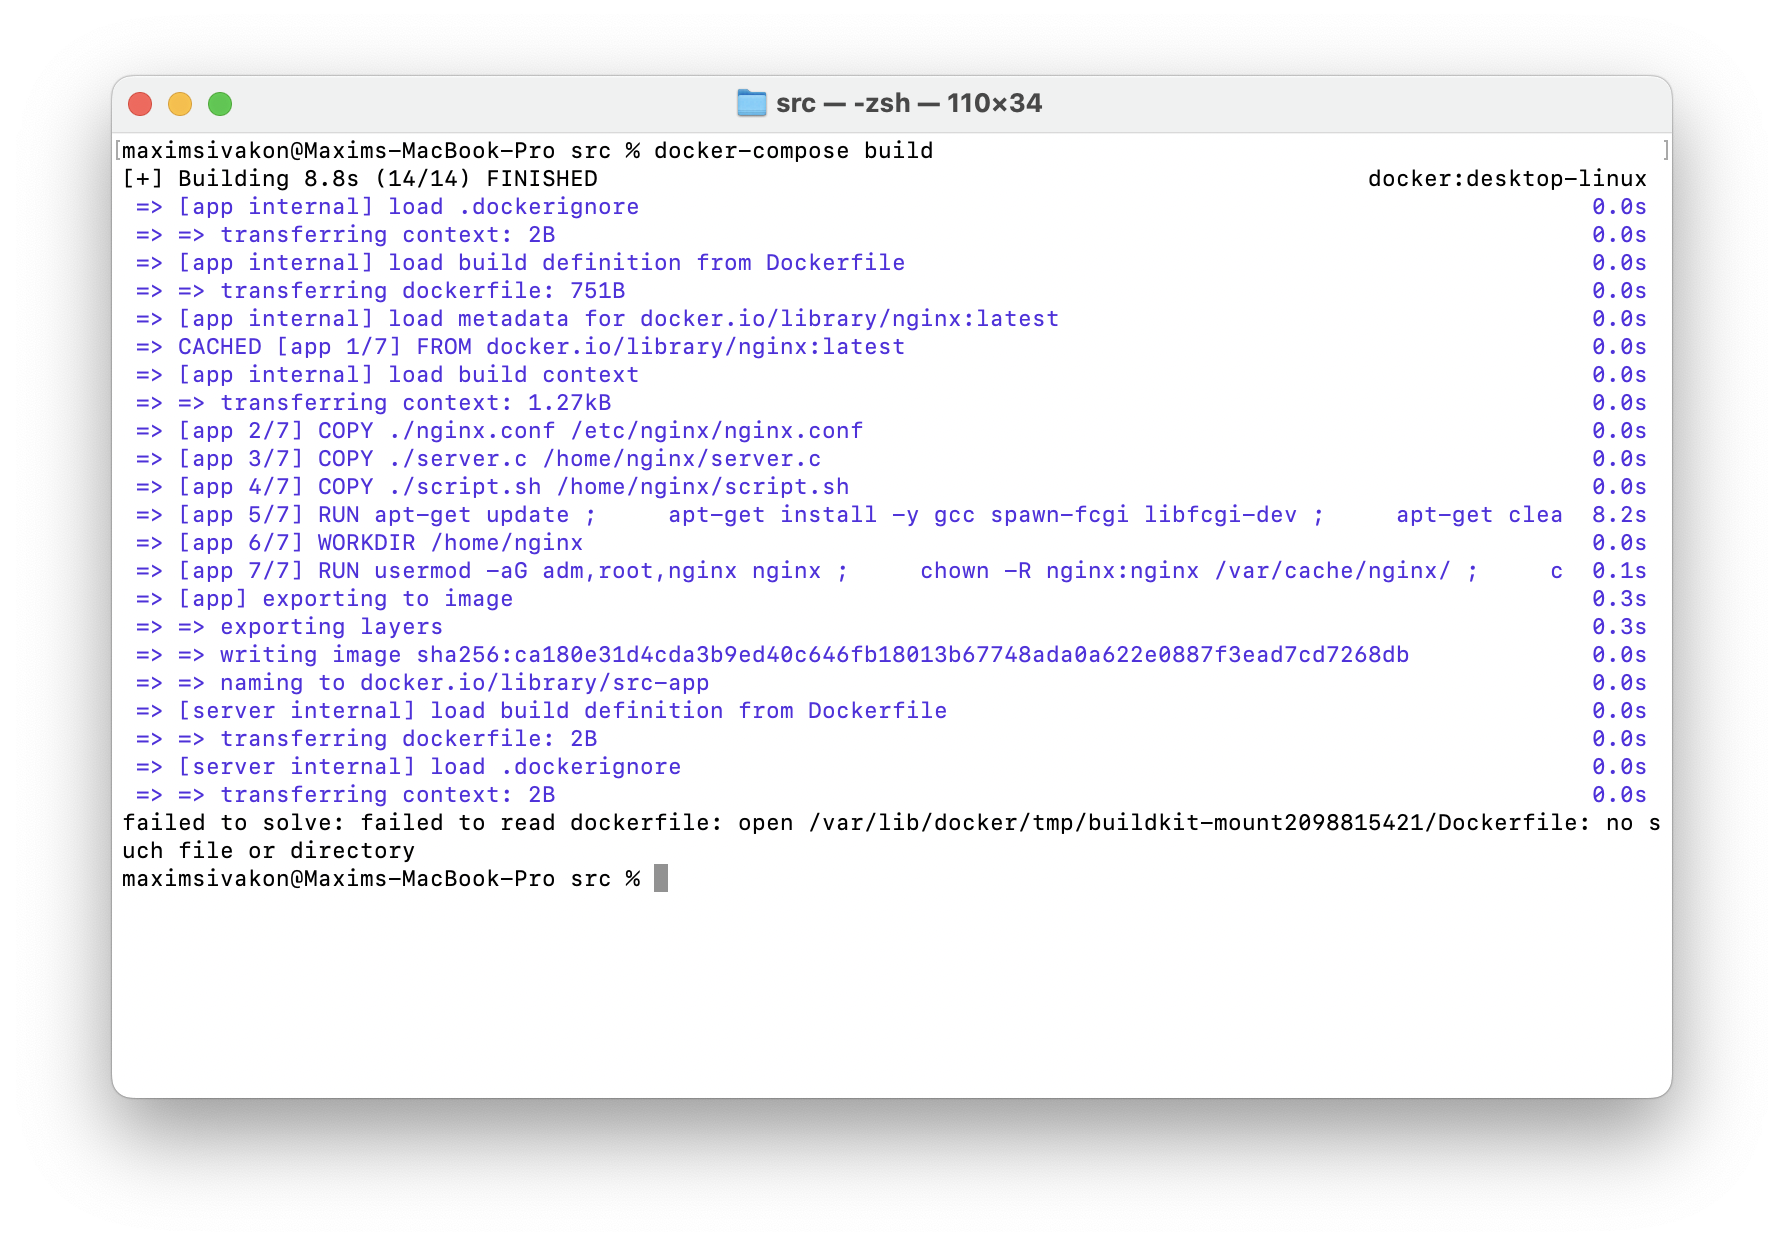 src — -zsh — 110×34
maximsivakon@Maxims-MacBook-Pro src % docker-compose build
[+] Building 8.8s (14/14) FINISHED docker:desktop-linux
=> [app internal] load .dockerignore 0.0s
=> => transferring context: 2B 0.0s
=> [app internal] load build definition from Dockerfile 0.0s
=> => transferring dockerfile: 751B 0.0s
=> [app internal] load metadata for docker.io/library/nginx:latest 0.0s
=> CACHED [app 1/7] FROM docker.io/library/nginx:latest 0.0s
=> [app internal] load build context 0.0s
=> => transferring context: 1.27kB 0.0s
=> [app 2/7] COPY ./nginx.conf /etc/nginx/nginx.conf 0.0s
=> [app 3/7] COPY ./server.c /home/nginx/server.c 0.0s
=> [app 4/7] COPY ./script.sh /home/nginx/script.sh 0.0s
=> [app 5/7] RUN apt-get update ;     apt-get install -y gcc spawn-fcgi libfcgi-dev ;     apt-get clea 8.2s
=> [app 6/7] WORKDIR /home/nginx 0.0s
=> [app 7/7] RUN usermod -aG adm,root,nginx nginx ;     chown -R nginx:nginx /var/cache/nginx/ ;     c 0.1s
=> [app] exporting to image 0.3s
=> => exporting layers 0.3s
=> => writing image sha256:ca180e31d4cda3b9ed40c646fb18013b67748ada0a622e0887f3ead7cd7268db 0.0s
=> => naming to docker.io/library/src-app 0.0s
=> [server internal] load build definition from Dockerfile 0.0s
=> => transferring dockerfile: 2B 0.0s
=> [server internal] load .dockerignore 0.0s
=> => transferring context: 2B 0.0s
failed to solve: failed to read dockerfile: open /var/lib/docker/tmp/buildkit-mount2098815421/Dockerfile: no s
uch file or directory
maximsivakon@Maxims-MacBook-Pro src %